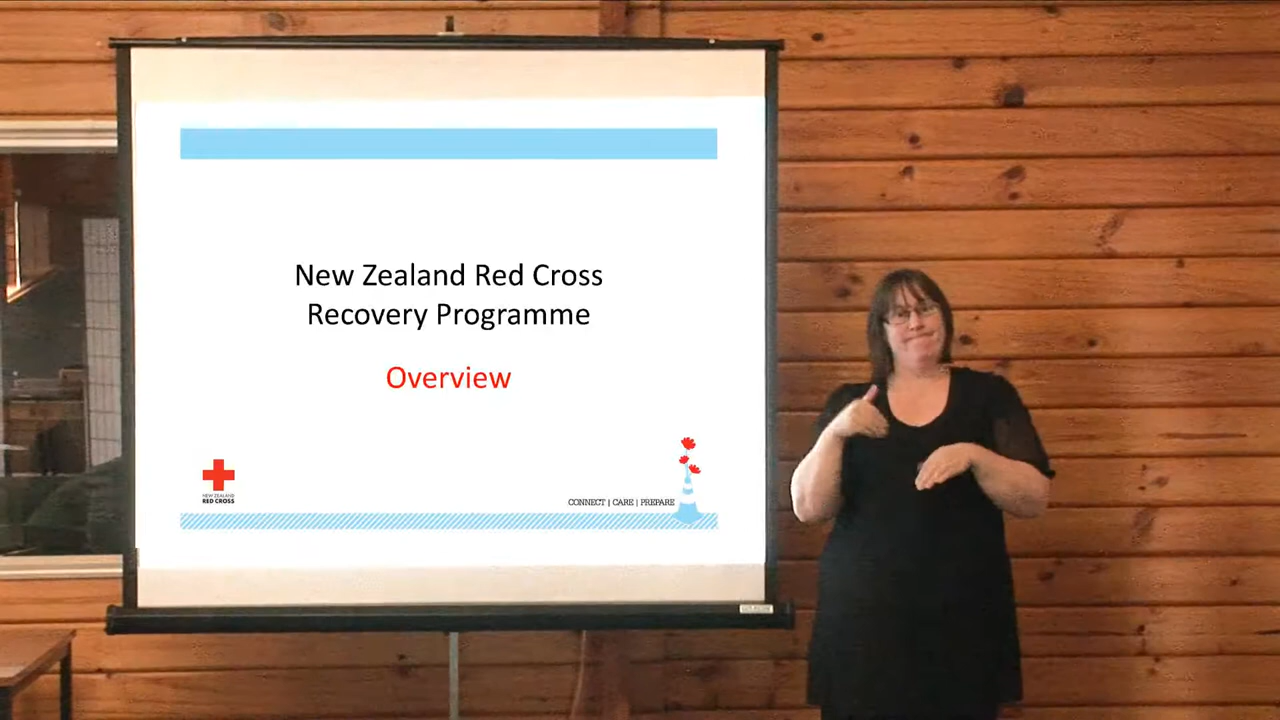 New Zealand Red Cross
Recovery Programme
Overview
NEW ZEALAND
RED CROSS
CONNECT | CARE | PREPARE